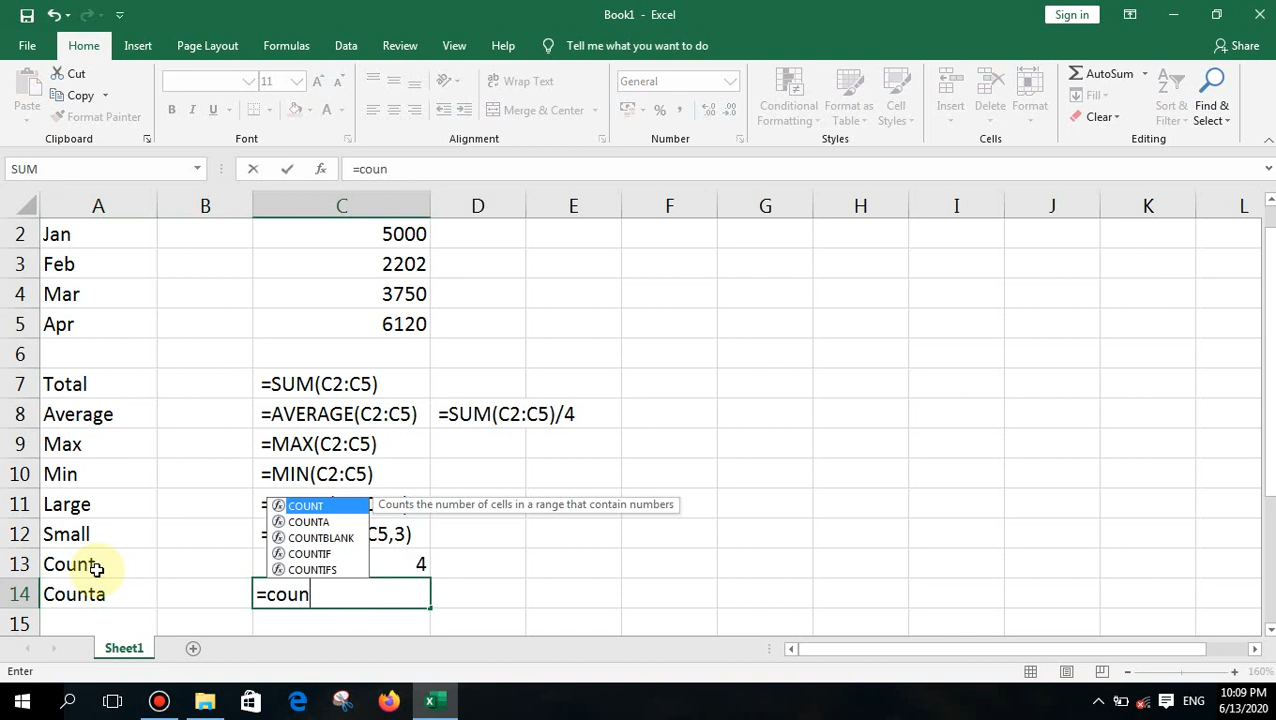 Book1 - Excel
Sign in
File Home Insert Page Layout Formulas Data Review View Help Tell me what you want to do Share
Paste
Cut
Copy
Format Painter
Clipboard
11
Font
Wrap Text
Merge & Center
Alignment
General
Number
Conditional Formatting
Format as Table
Cell Styles
Styles
Insert Delete Format
Cells
AutoSum
Fill
Clear
Sort & Filter
Find & Select
Editing
SUM =coun
A B C D E F G H I J K L
2 Jan 5000
3 Feb 2202
4 Mar 3750
5 Apr 6120
6
7 Total =SUM(C2:C5)
8 Average =AVERAGE(C2:C5) =SUM(C2:C5)/4
9 Max =MAX(C2:C5)
10 Min =MIN(C2:C5)
11 Large
COUNT Counts the number of cells in a range that contain numbers
COUNTA
12 Small C5,3)
COUNTBLANK
COUNTIF
13 Count 4
COUNTIFS
14 Counta =coun
15
Sheet1
Enter 160%
ENG
10:09 PM
6/13/2020